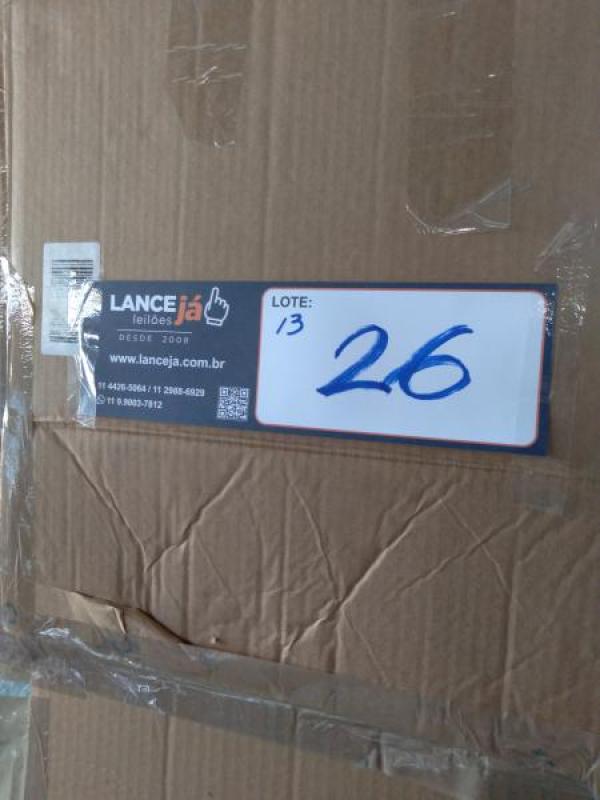 LANCE já
leilões
DESDE 2008
www.lanceja.com.br
11 4426-5064 / 11 2988-6929
11 9.9003-7812
LOTE:
13
26